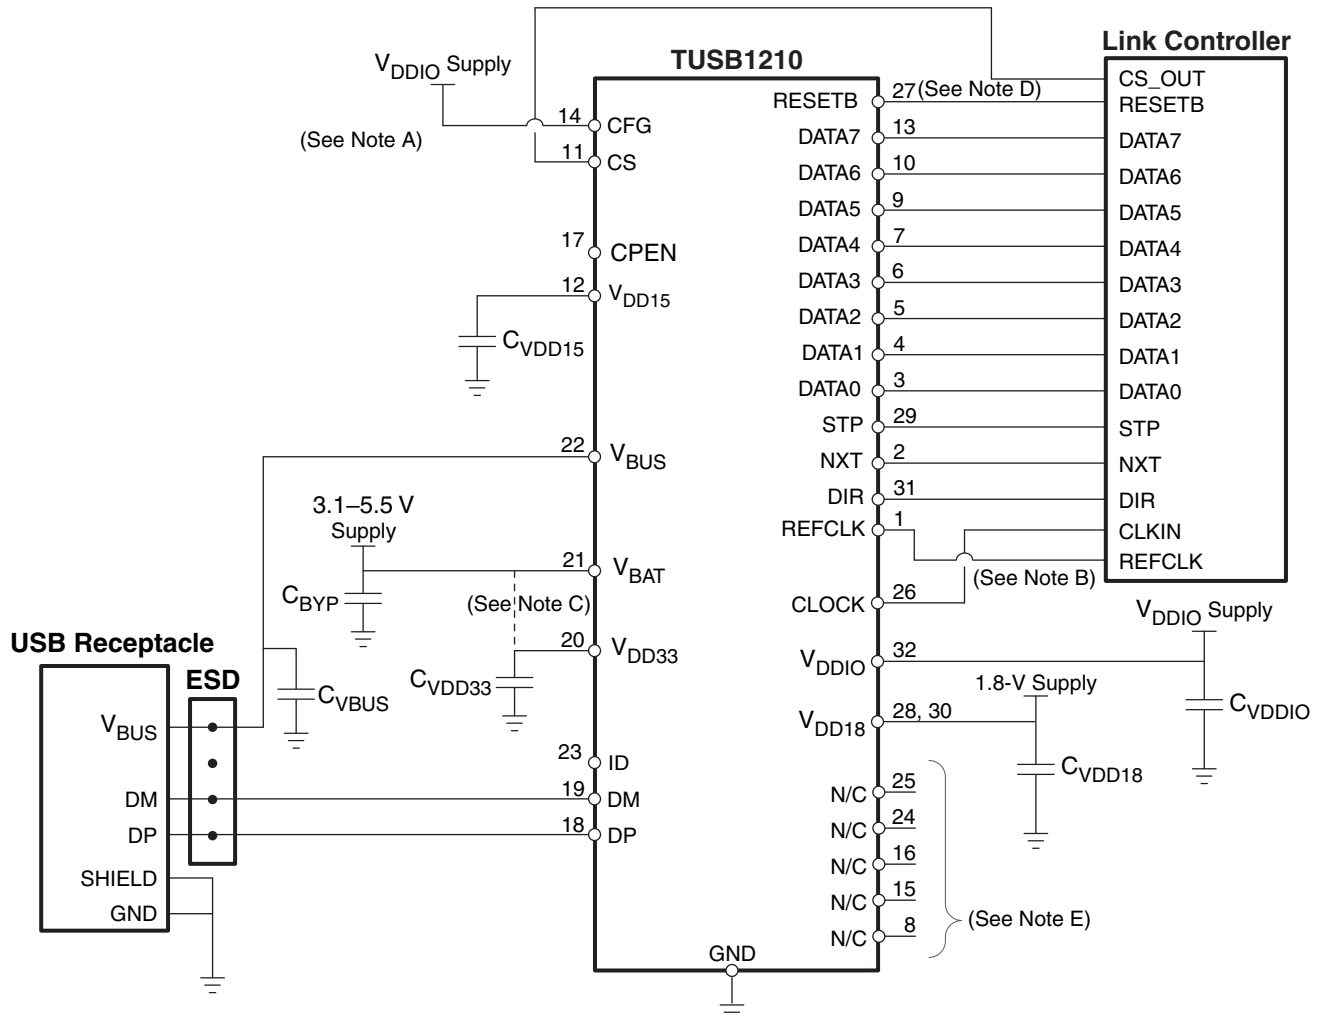 TUSB1210
Link Controller
VDDIO Supply
(See Note A)
14
CFG
11
CS
17
CPEN
12
VDD15
CVDD15
22
VBUS
3.1–5.5 V
Supply
21
VBAT
CBYP
(See Note C)
20
VDD33
CVDD33
USB Receptacle
ESD
CVBUS
VBUS
DM
DP
SHIELD
GND
23
ID
19
DM
18
DP
GND
RESETB
27
(See Note D)
DATA7
13
DATA6
10
DATA5
9
DATA4
7
DATA3
6
DATA2
5
DATA1
4
DATA0
3
STP
29
NXT
2
DIR
31
REFCLK
1
(See Note B)
CLOCK
26
VDDIO
32
VDD18
28, 30
N/C
25
N/C
24
N/C
16
N/C
15
N/C
8
(See Note E)
CS_OUT
RESETB
DATA7
DATA6
DATA5
DATA4
DATA3
DATA2
DATA1
DATA0
STP
NXT
DIR
CLKIN
REFCLK
VDDIO Supply
CVDDIO
1.8-V Supply
CVDD18